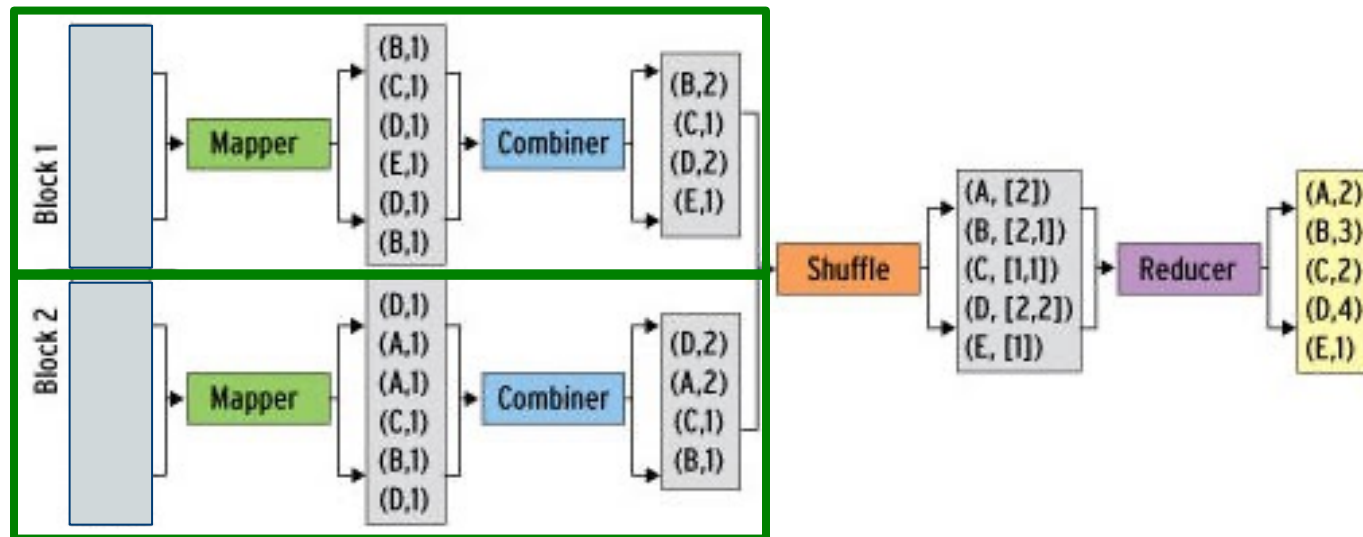 Block 1
Mapper
(B,1)
(C,1)
(D,1)
(E,1)
(D,1)
(B,1)
Combiner
(B,2)
(C,1)
(D,2)
(E,1)
Block 2
Mapper
(D,1)
(A,1)
(A,1)
(C,1)
(B,1)
(D,1)
Combiner
(D,2)
(A,2)
(C,1)
(B,1)
Shuffle
(A, [2])
(B, [2,1])
(C, [1,1])
(D, [2,2])
(E, [1])
Reducer
(A,2)
(B,3)
(C,2)
(D,4)
(E,1)